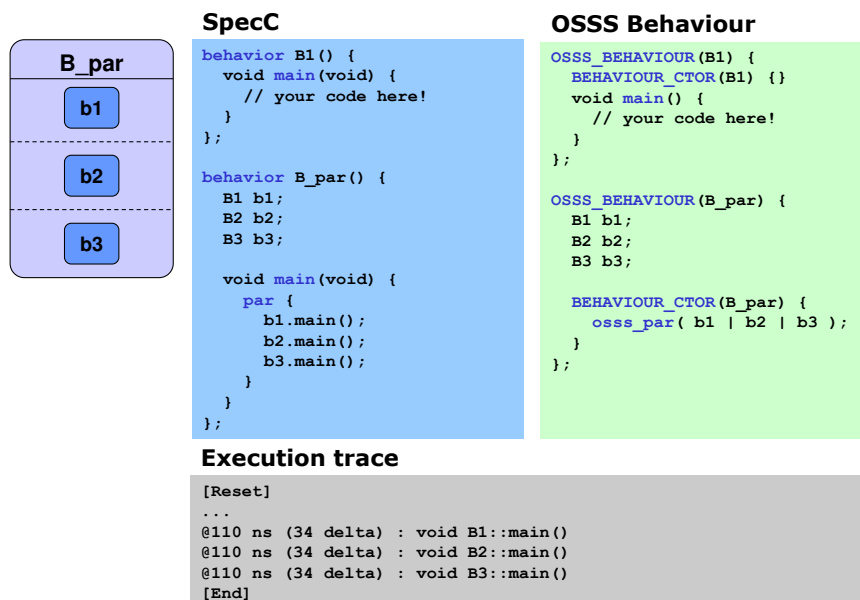 B_par
b1
b2
b3
SpecC
behavior B1() {
  void main(void) {
    // your code here!
  }
};

behavior B_par() {
  B1 b1;
  B2 b2;
  B3 b3;

  void main(void) {
    par {
      b1.main();
      b2.main();
      b3.main();
    }
  }
};
OSSS Behaviour
OSSS_BEHAVIOUR(B1) {
  BEHAVIOUR_CTOR(B1) {}
  void main() {
    // your code here!
  }
};

OSSS_BEHAVIOUR(B_par) {
  B1 b1;
  B2 b2;
  B3 b3;

  BEHAVIOUR_CTOR(B_par) {
    osss_par( b1 | b2 | b3 );
  }
};
Execution trace
[Reset]
...
@110 ns (34 delta) : void B1::main()
@110 ns (34 delta) : void B2::main()
@110 ns (34 delta) : void B3::main()
[End]